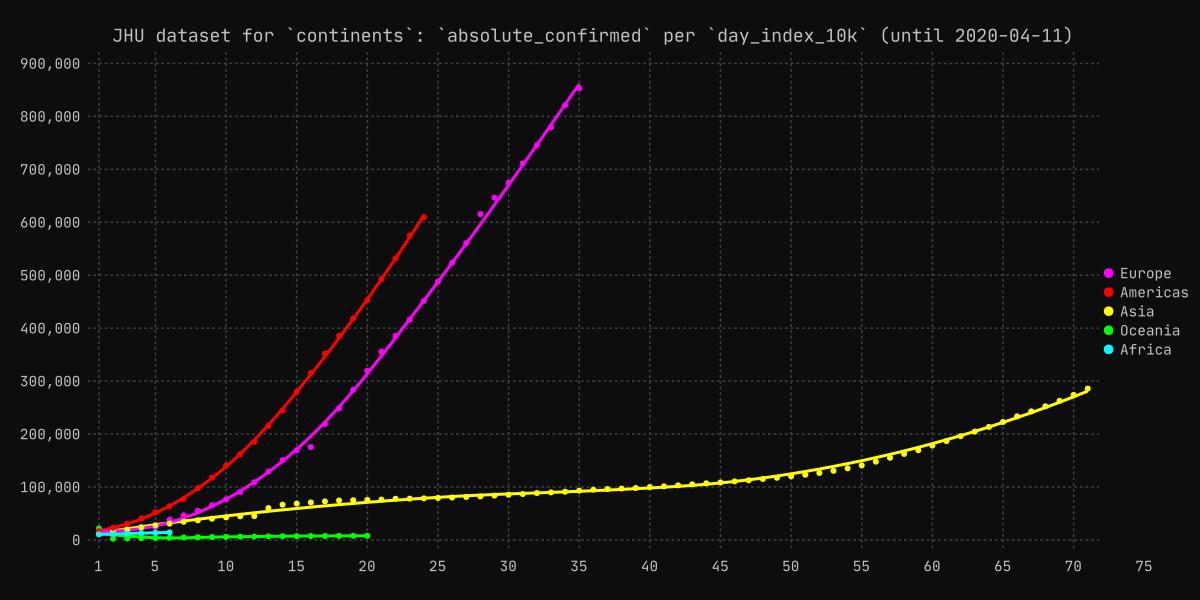 JHU dataset for `continents`: `absolute_confirmed` per `day_index_10k` (until 2020-04-11)
900,000
800,000
700,000
600,000
500,000
400,000
300,000
200,000
100,000
0
1 5 10 15 20 25 30 35 40 45 50 55 60 65 70 75
Europe
Americas
Asia
Oceania
Africa